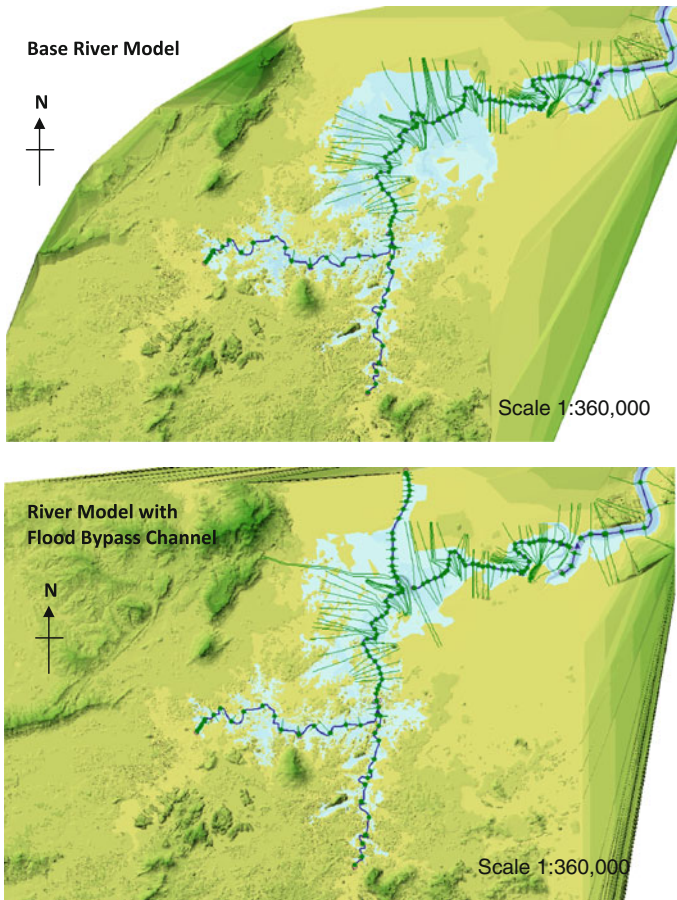 Base River Model
N
Scale 1:360,000
River Model with
Flood Bypass Channel
N
Scale 1:360,000